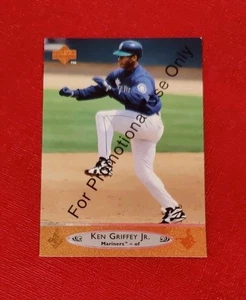 For Promotional Use Only
KEN GRIFFEY JR.
Mariners - of